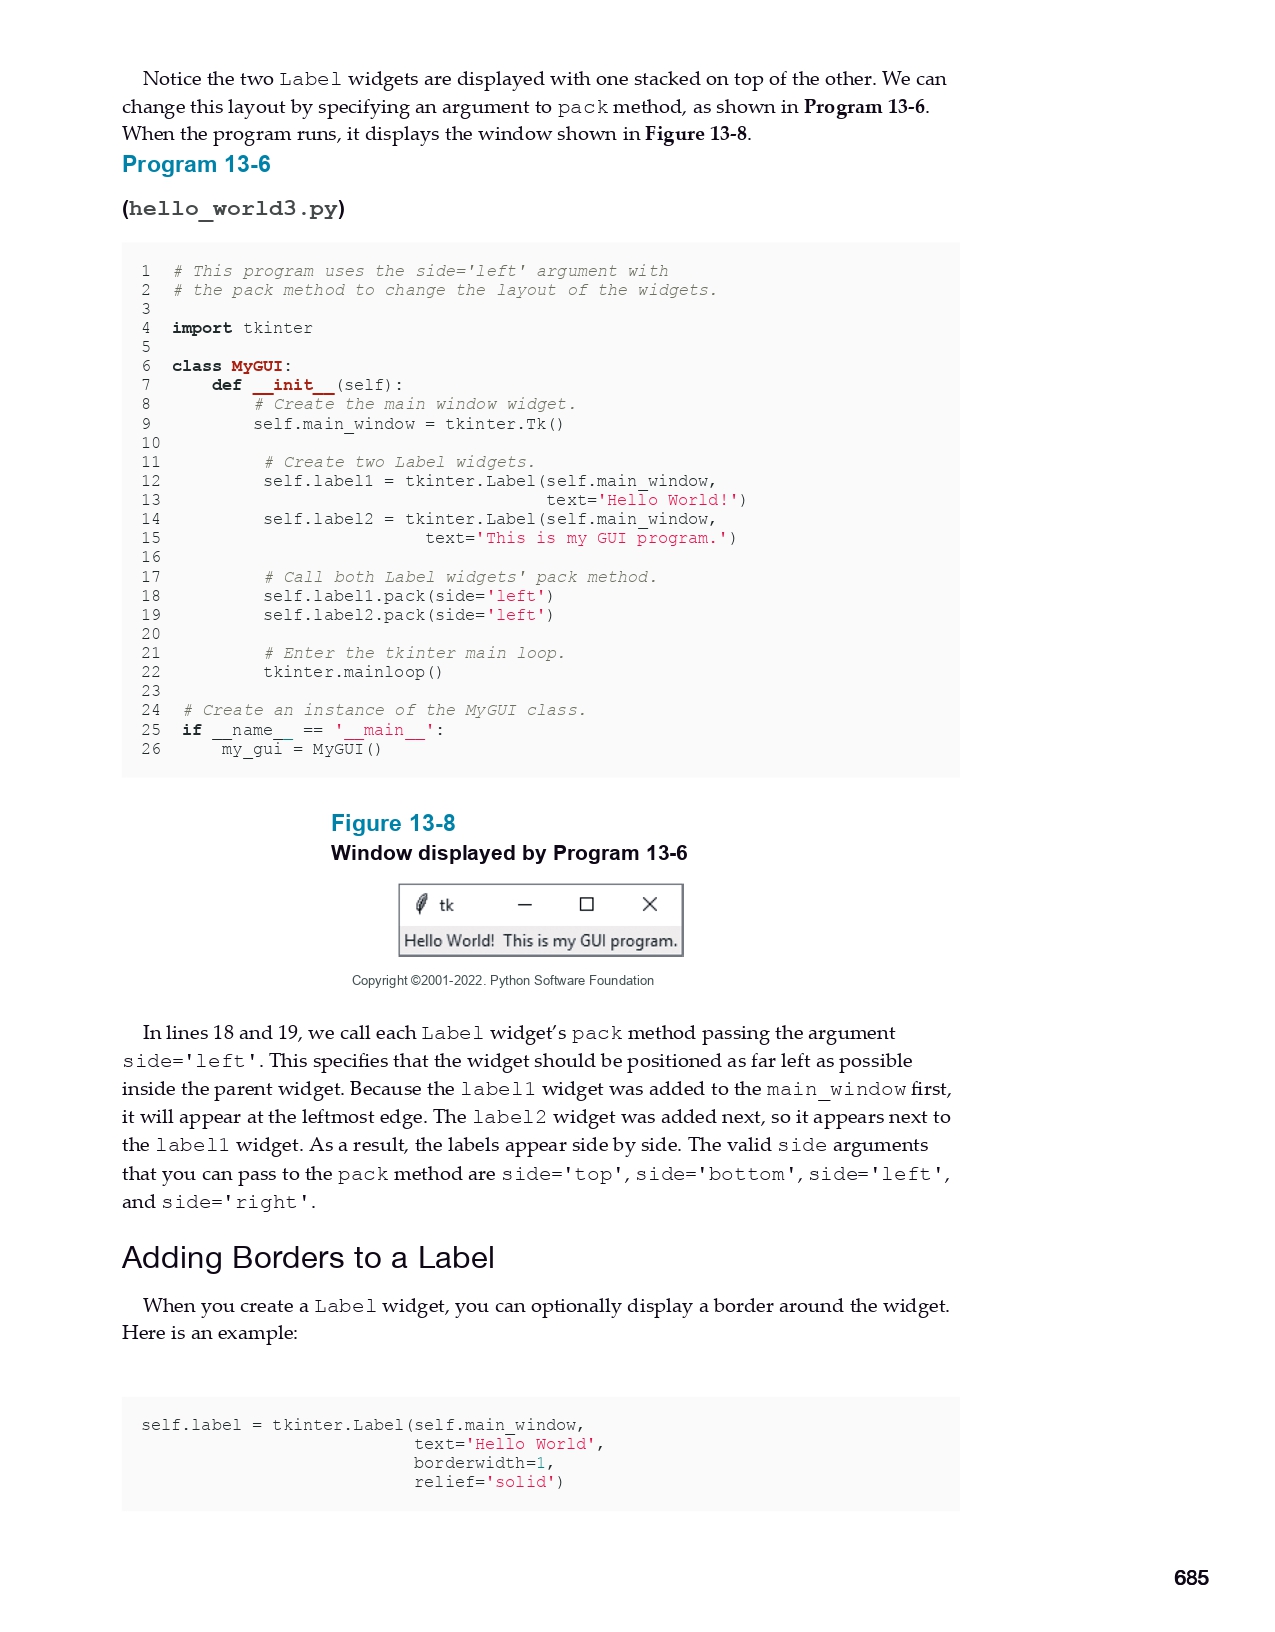 Notice the two Label widgets are displayed with one stacked on top of the other. We can
change this layout by specifying an argument to pack method, as shown in Program 13-6.
When the program runs, it displays the window shown in Figure 13-8.
Program 13-6
(hello_world3.py)
1 # This program uses the side='left' argument with
2 # the pack method to change the layout of the widgets.
3
4 import tkinter
5
6 class MyGUI:
7     def __init__(self):
8         # Create the main window widget.
9         self.main_window = tkinter.Tk()
10
11         # Create two Label widgets.
12         self.label1 = tkinter.Label(self.main_window,
13                                     text='Hello World!')
14         self.label2 = tkinter.Label(self.main_window,
15                         text='This is my GUI program.')
16
17         # Call both Label widgets' pack method.
18         self.label1.pack(side='left')
19         self.label2.pack(side='left')
20
21         # Enter the tkinter main loop.
22         tkinter.mainloop()
23
24 # Create an instance of the MyGUI class.
25 if __name__ == '__main__':
26     my_gui = MyGUI()
Figure 13-8
Window displayed by Program 13-6
tk
Hello World! This is my GUI program.
Copyright ©2001-2022. Python Software Foundation
In lines 18 and 19, we call each Label widget’s pack method passing the argument
side='left'. This specifies that the widget should be positioned as far left as possible
inside the parent widget. Because the label1 widget was added to the main_window first,
it will appear at the leftmost edge. The label2 widget was added next, so it appears next to
the label1 widget. As a result, the labels appear side by side. The valid side arguments
that you can pass to the pack method are side='top', side='bottom', side='left',
and side='right'.
Adding Borders to a Label
When you create a Label widget, you can optionally display a border around the widget.
Here is an example:
self.label = tkinter.Label(self.main_window,
                           text='Hello World',
                           borderwidth=1,
                           relief='solid')
685